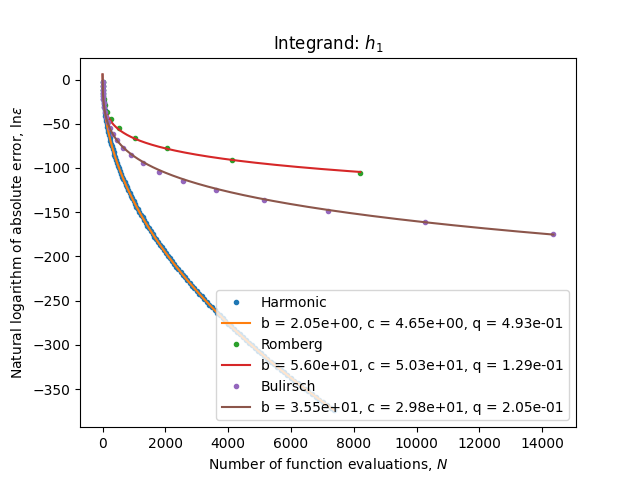 Integrand: h₁
Natural logarithm of absolute error, lnε
0
−50
−100
−150
−200
−250
−300
−350
Harmonic
b = 2.05e+00, c = 4.65e+00, q = 4.93e-01
Romberg
b = 5.60e+01, c = 5.03e+01, q = 1.29e-01
Bulirsch
b = 3.55e+01, c = 2.98e+01, q = 2.05e-01
0 2000 4000 6000 8000 10000 12000 14000
Number of function evaluations, N